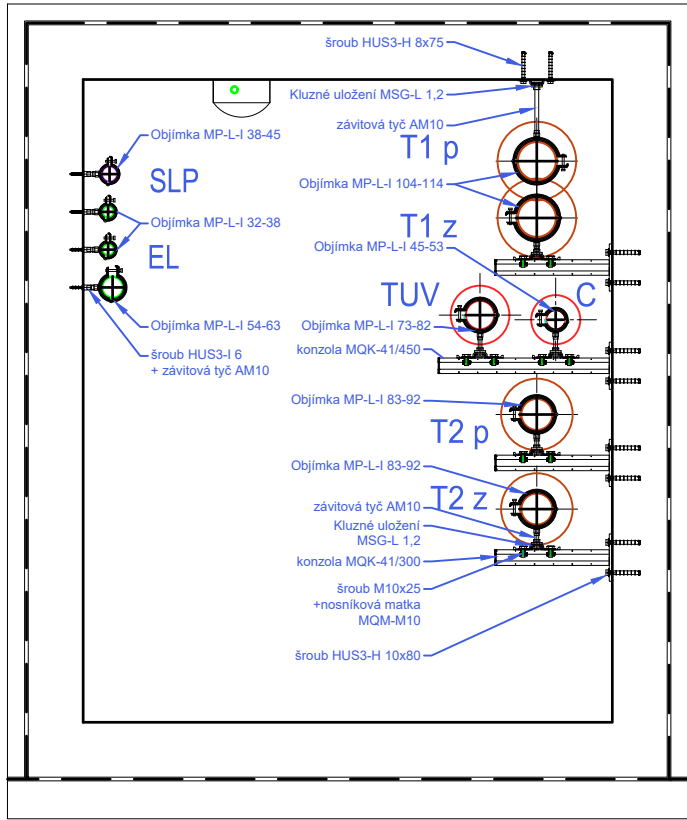 šroub HUS3-H 8x75
Kluzné uložení MSG-L 1,2
závitová tyč AM10
Objímka MP-L-I 38-45
T1 p
SLP
Objímka MP-L-I 104-114
Objímka MP-L-I 32-38
T1 z
Objímka MP-L-I 45-53
EL
TUV
C
Objímka MP-L-I 54-63
Objímka MP-L-I 73-82
konzola MQK-41/450
šroub HUS3-I 6
+ závitová tyč AM10
Objímka MP-L-I 83-92
T2 p
Objímka MP-L-I 83-92
T2 z
závitová tyč AM10
Kluzné uložení
MSG-L 1,2
konzola MQK-41/300
šroub M10x25
+nosníková matka
MQM-M10
šroub HUS3-H 10x80